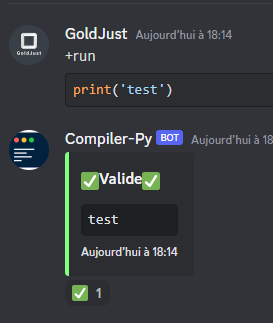 GoldJust Aujourd'hui à 18:14
GoldJust
+run
print('test')
Compiler-Py BOT Aujourd'hui à 18
✅Valide✅
test
Aujourd'hui à 18:14
✅ 1